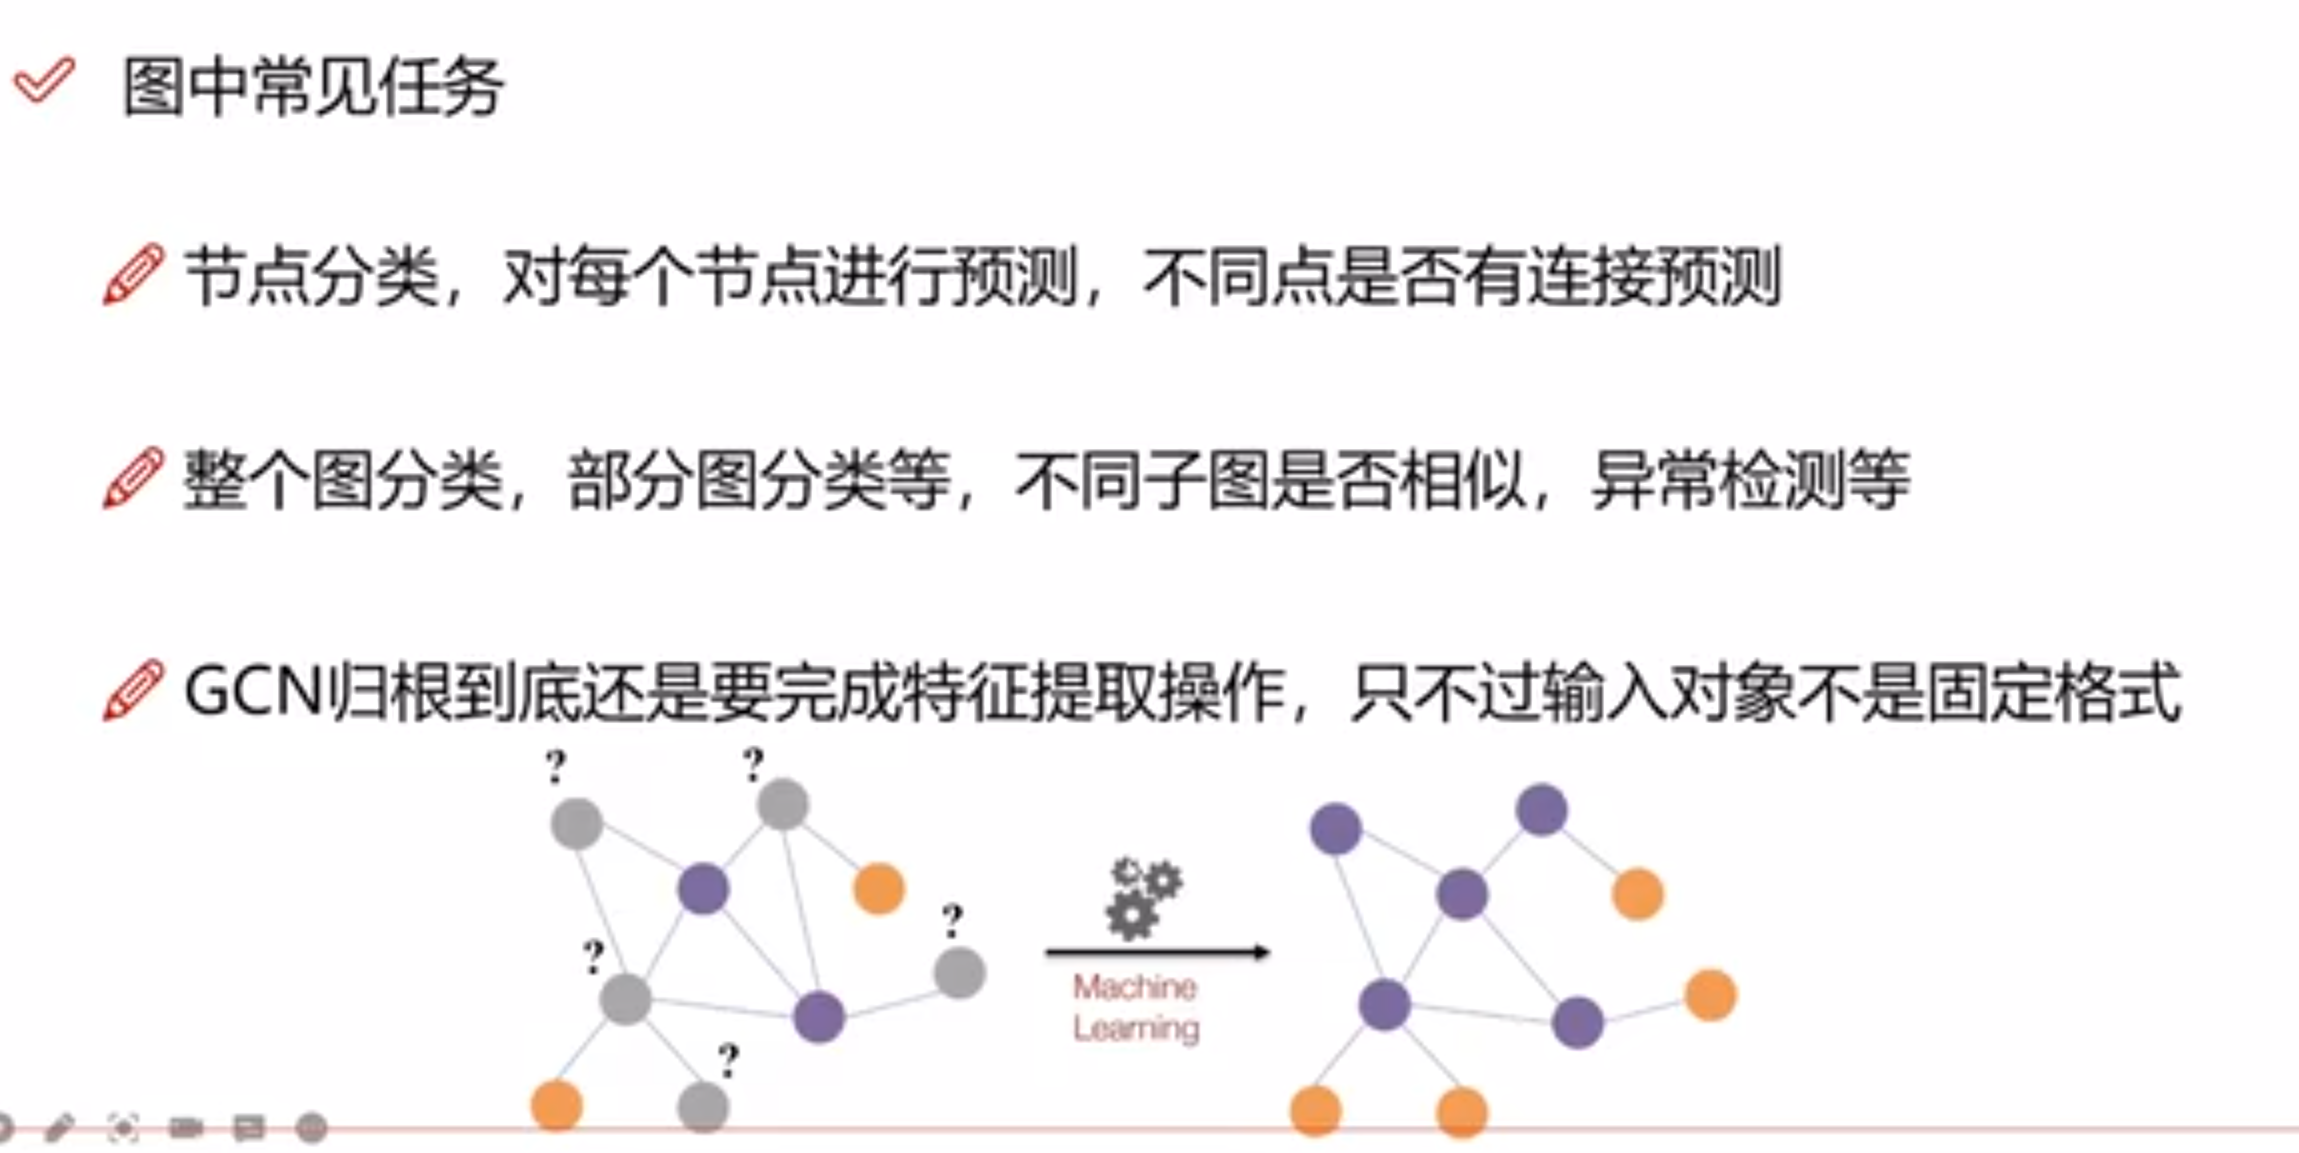 图中常见任务
节点分类，对每个节点进行预测，不同点是否有连接预测
整个图分类，部分图分类等，不同子图是否相似，异常检测等
GCN归根到底还是要完成特征提取操作，只不过输入对象不是固定格式
? ?
?
?
?
Machine
Learning